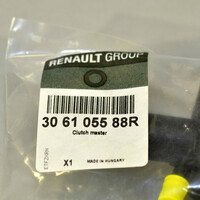 RENAULT GROUP
30 61 055 88R
Clutch master
X1
MADE IN HUNGARY